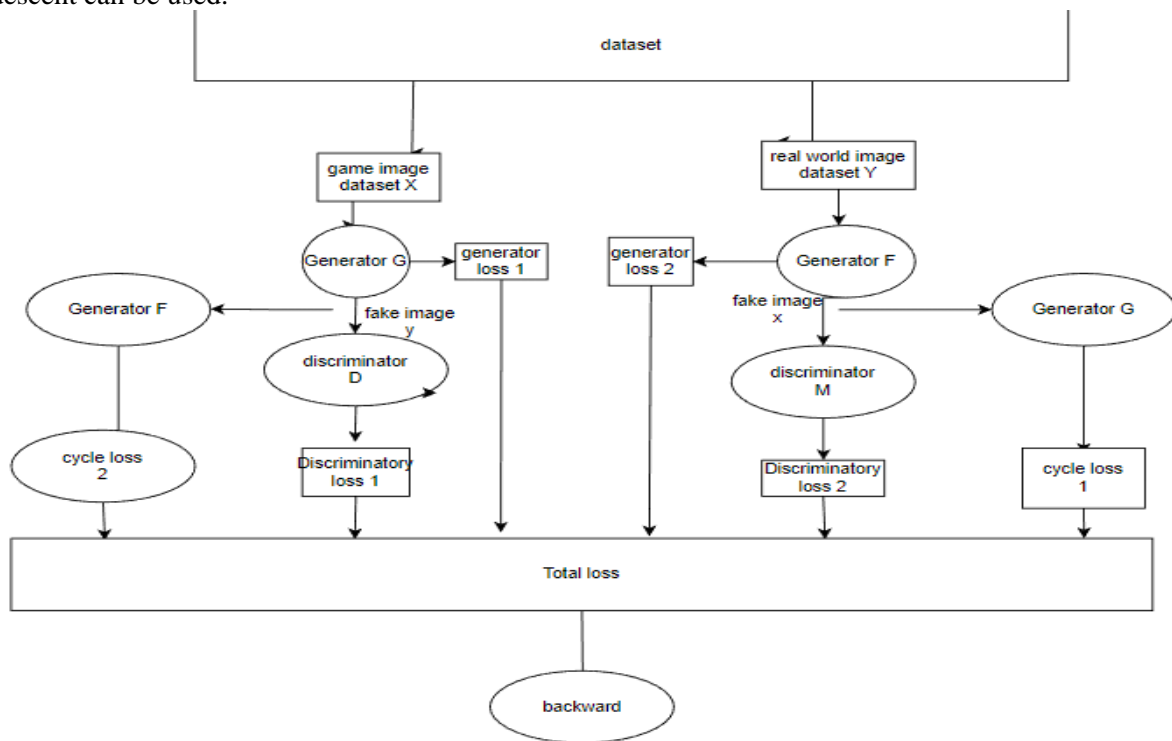 descent can be used.
dataset
game image
dataset X
real world image
dataset Y
Generator G
generator
loss 1
generator
loss 2
Generator F
Generator F
fake image
y
fake image
x
Generator G
discriminator
D
discriminator
M
cycle loss
2
Discriminatory
loss 1
Discriminatory
loss 2
cycle loss
1
Total loss
backward